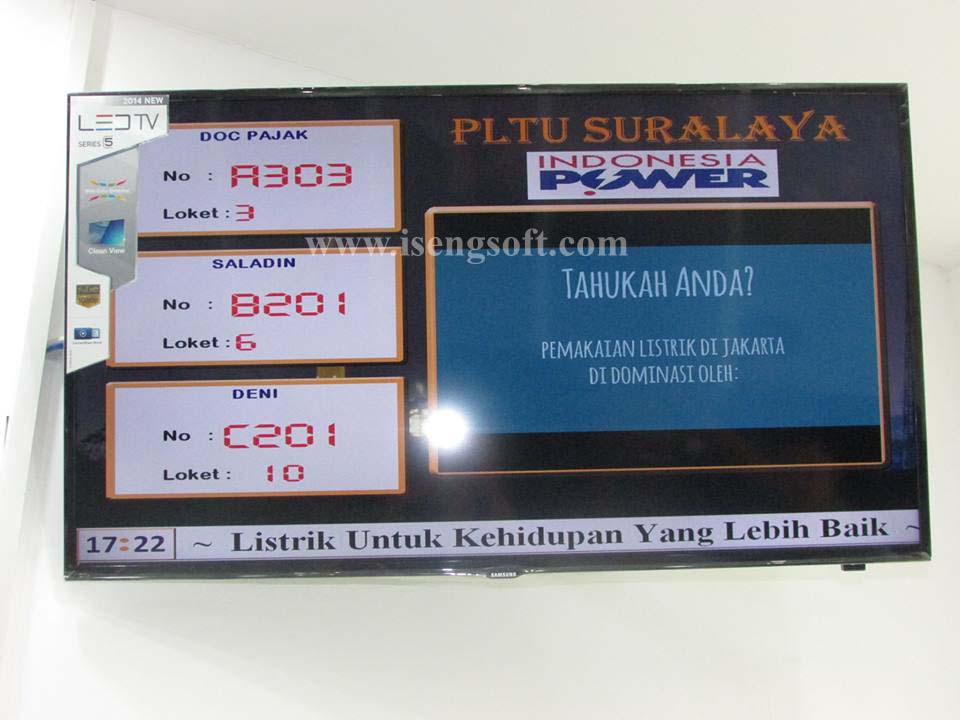 2014 NEW
LEDTV
SERIES 5
Clean View
DOC PAJAK
No : A303
Loket : 3
SALADIN
No : B201
Loket : 6
DENI
No : C201
Loket : 10
PLTU SURALAYA
INDONESIA
POWER
www.isengsoft.com
TAHUKAH ANDA?
PEMAKAIAN LISTRIK DI JAKARTA
DI DOMINASI OLEH:
17:22 ~ Listrik Untuk Kehidupan Yang Lebih Baik ~
SAMSUNG